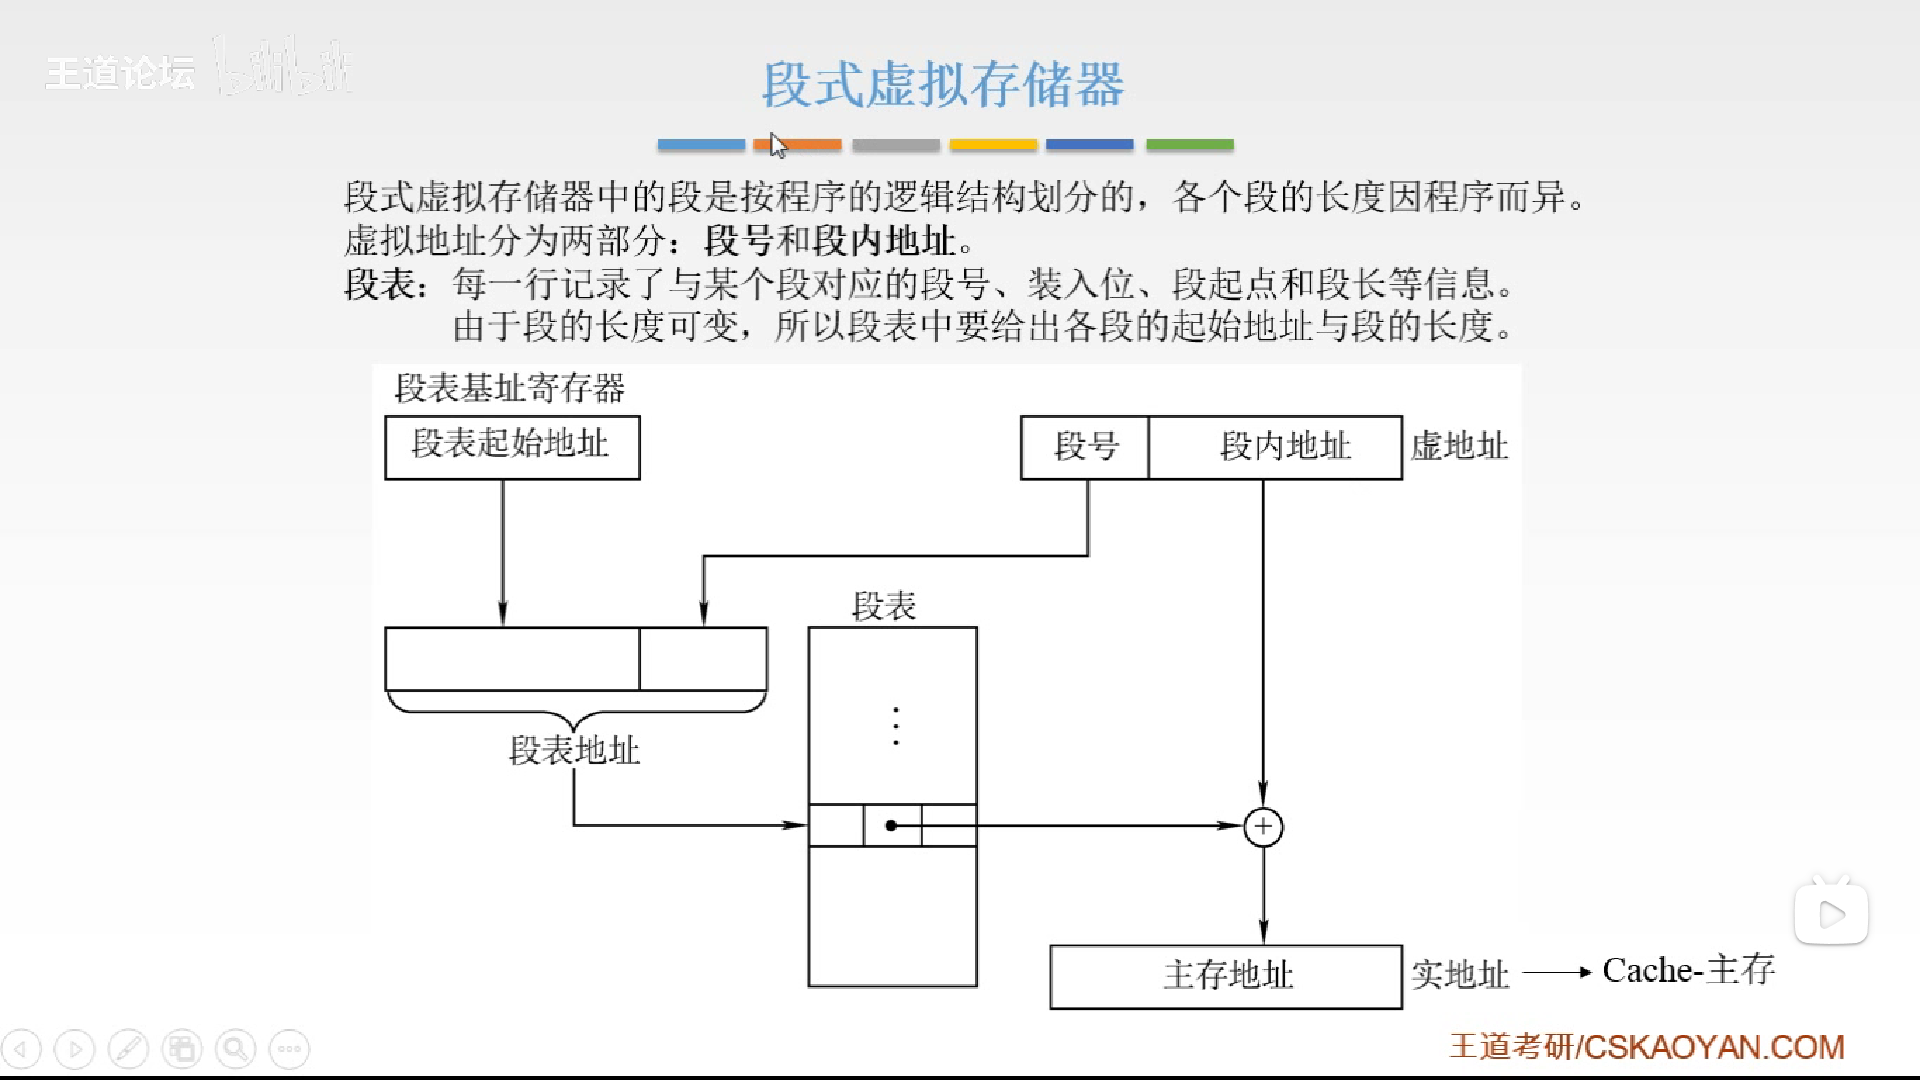 王道论坛 bilibili
段式虚拟存储器
段式虚拟存储器中的段是按程序的逻辑结构划分的，各个段的长度因程序而异。
虚拟地址分为两部分：段号和段内地址。
段表：每一行记录了与某个段对应的段号、装入位、段起点和段长等信息。
由于段的长度可变，所以段表中要给出各段的起始地址与段的长度。
段表基址寄存器
段表起始地址
段号 段内地址 虚地址
段表
段表地址
主存地址 实地址 Cache-主存
王道考研/CSKAOYAN.COM